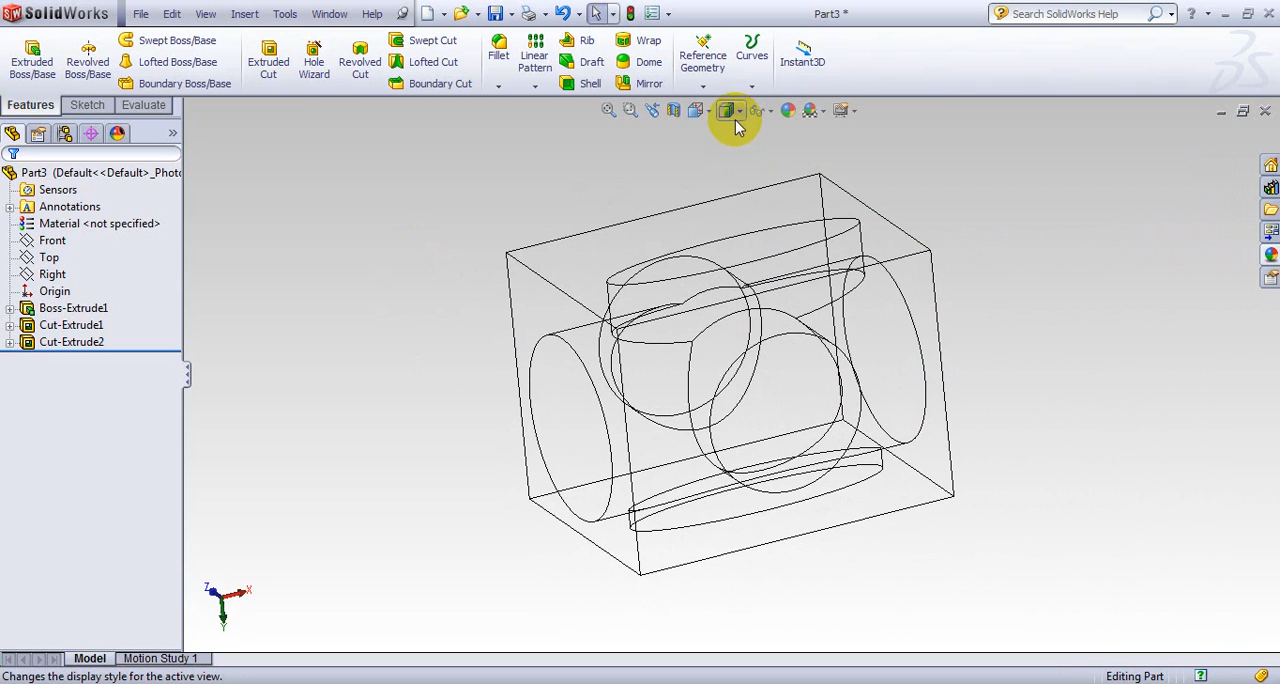 SolidWorks File Edit View Insert Tools Window Help Part3 * Search SolidWorks Help
Extruded Boss/Base
Revolved Boss/Base
Swept Boss/Base
Lofted Boss/Base
Boundary Boss/Base
Extruded Cut
Hole Wizard
Revolved Cut
Swept Cut
Lofted Cut
Boundary Cut
Fillet
Linear Pattern
Rib
Draft
Shell
Wrap
Dome
Mirror
Reference Geometry
Curves
Instant3D
Features Sketch Evaluate
Part3 (Default<<Default>_Photo
Sensors
Annotations
Material <not specified>
Front
Top
Right
Origin
Boss-Extrude1
Cut-Extrude1
Cut-Extrude2
Z X
Y
Model Motion Study 1
Changes the display style for the active view. Editing Part